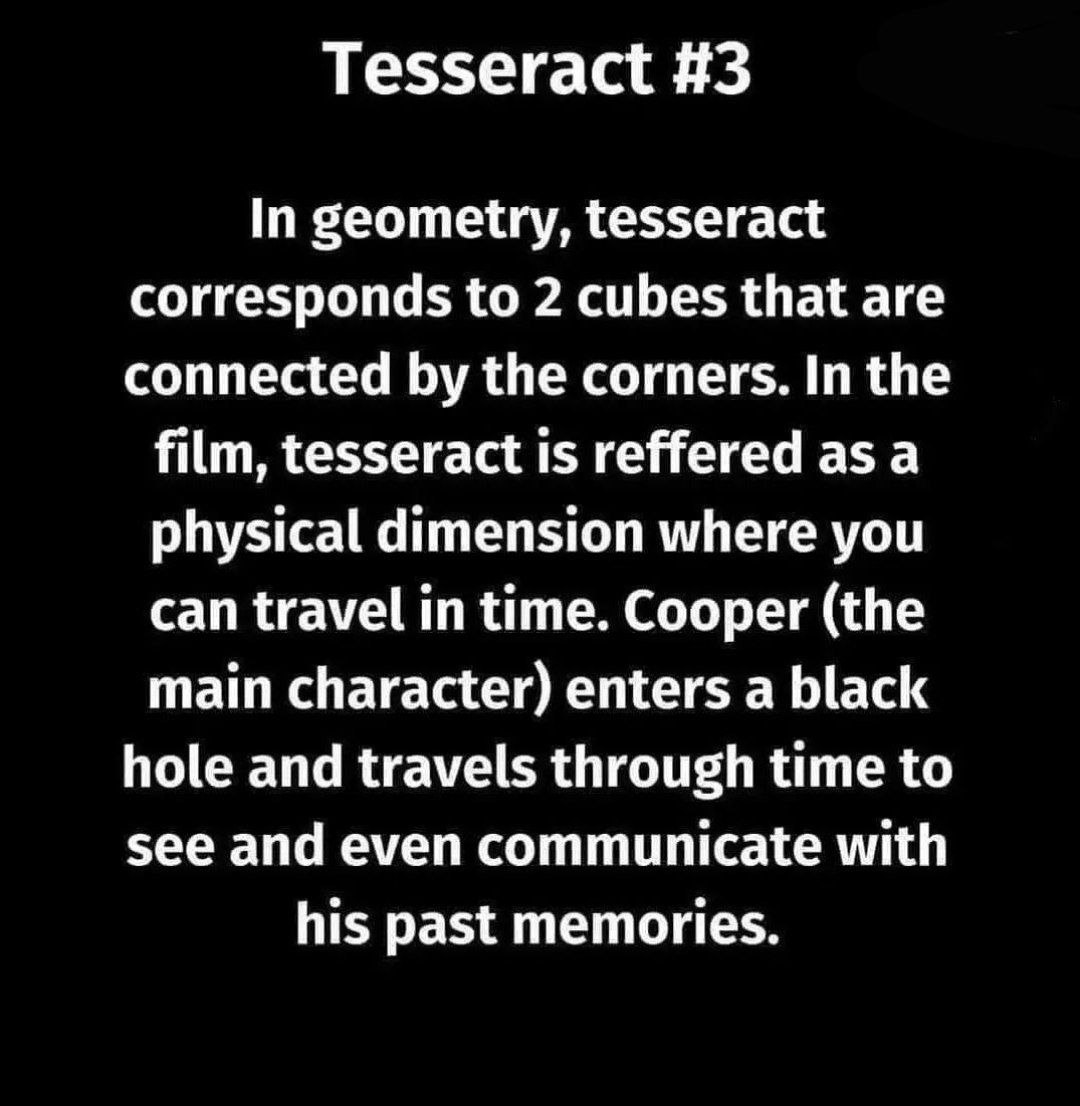 Tesseract #3
In geometry, tesseract
corresponds to 2 cubes that are
connected by the corners. In the
film, tesseract is reffered as a
physical dimension where you
can travel in time. Cooper (the
main character) enters a black
hole and travels through time to
see and even communicate with
his past memories.